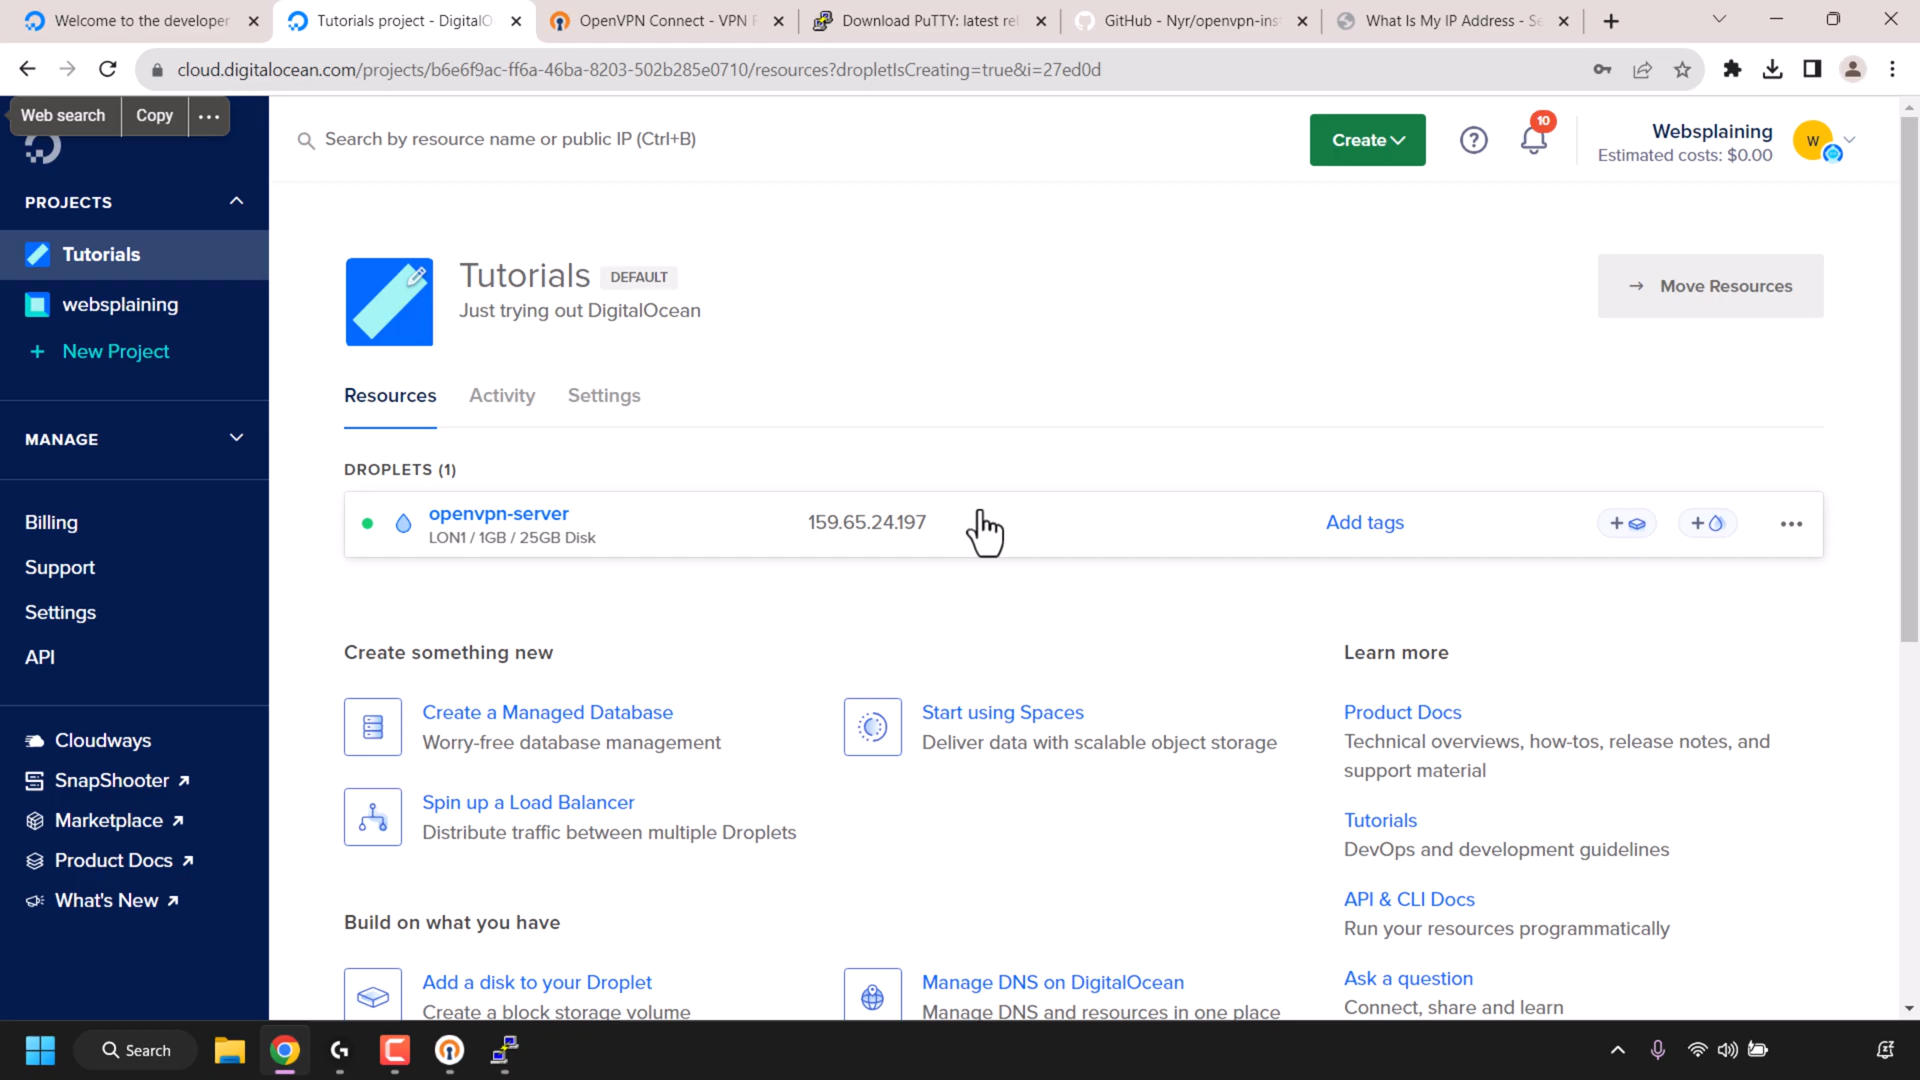 Welcome to the developer
Tutorials project - DigitalO
OpenVPN Connect - VPN
Download PuTTY: latest rel
GitHub - Nyr/openvpn-ins
What Is My IP Address - Se
cloud.digitalocean.com/projects/b6e6f9ac-ff6a-46ba-8203-502b285e0710/resources?dropletIsCreating=true&i=27ed0d
Web search
Copy
Search by resource name or public IP (Ctrl+B)
Create
10
Websplaining
Estimated costs: $0.00
W
PROJECTS
Tutorials
websplaining
+ New Project
MANAGE
Billing
Support
Settings
API
Cloudways
SnapShooter
Marketplace
Product Docs
What's New
Tutorials
DEFAULT
Just trying out DigitalOcean
→ Move Resources
Resources
Activity
Settings
DROPLETS (1)
openvpn-server
LON1 / 1GB / 25GB Disk
159.65.24.197
Add tags
Create something new
Create a Managed Database
Worry-free database management
Start using Spaces
Deliver data with scalable object storage
Spin up a Load Balancer
Distribute traffic between multiple Droplets
Learn more
Product Docs
Technical overviews, how-tos, release notes, and
support material
Tutorials
DevOps and development guidelines
API & CLI Docs
Run your resources programmatically
Ask a question
Connect, share and learn
Build on what you have
Add a disk to your Droplet
Create a block storage volume
Manage DNS on DigitalOcean
Manage DNS and resources in one place
Search